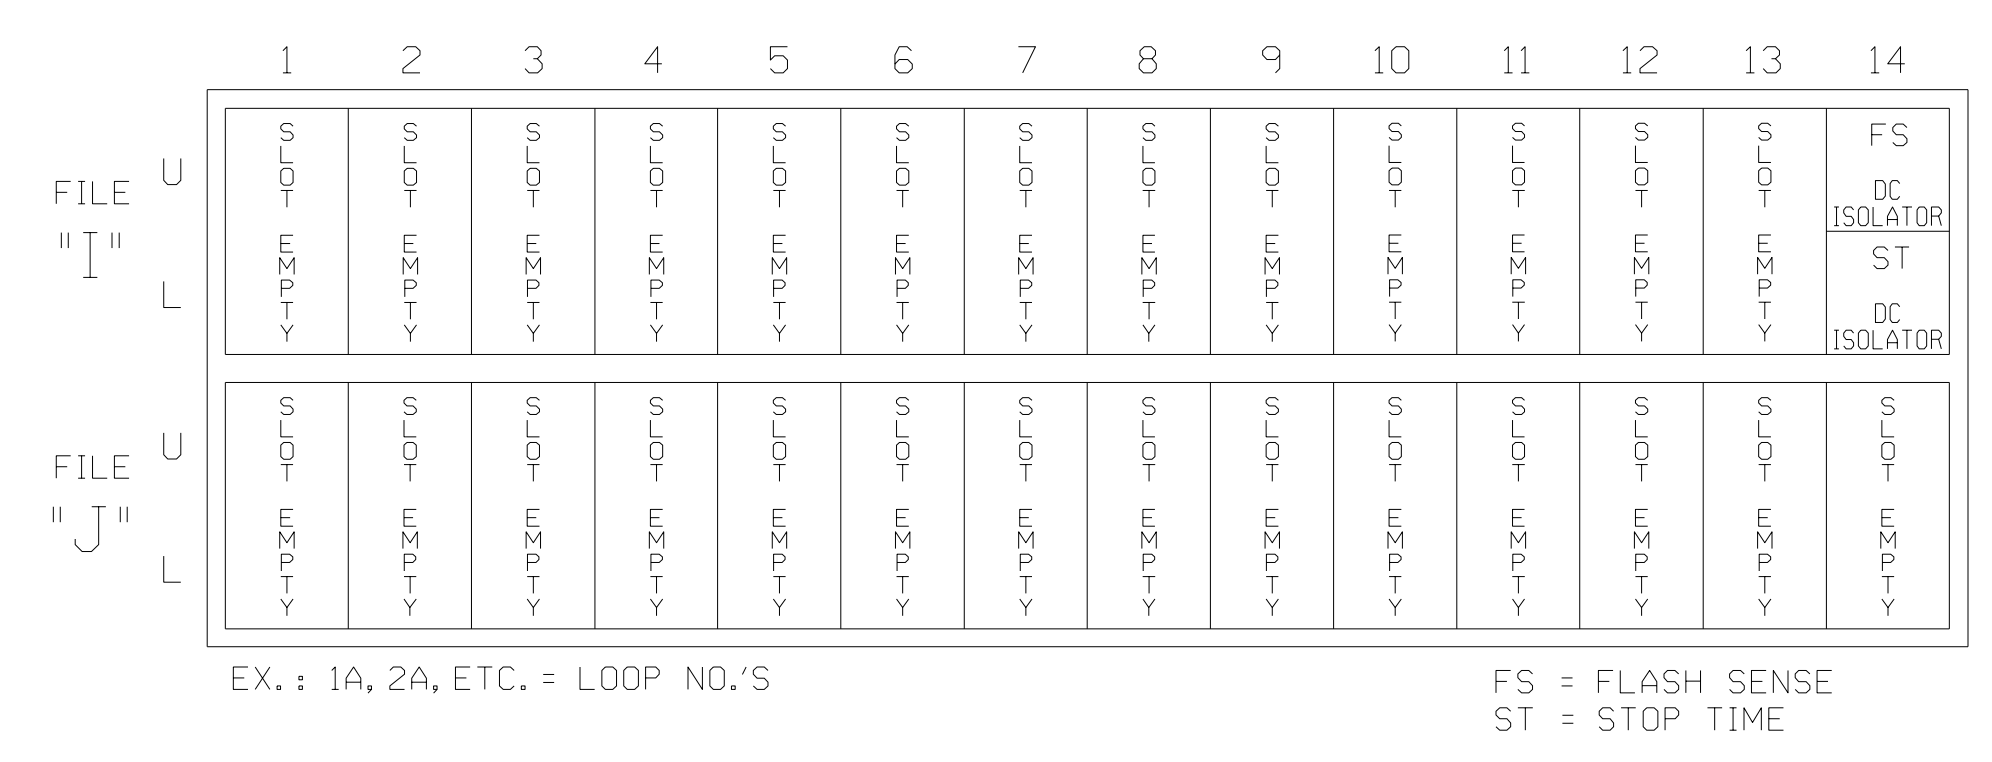 1 2 3 4 5 6 7 8 9 10 11 12 13 14
FILE "I"
U
L
SLOT EMPTY SLOT EMPTY SLOT EMPTY SLOT EMPTY SLOT EMPTY SLOT EMPTY SLOT EMPTY SLOT EMPTY SLOT EMPTY SLOT EMPTY SLOT EMPTY SLOT EMPTY SLOT EMPTY
FS
DC
ISOLATOR
ST
DC
ISOLATOR
FILE "J"
U
L
SLOT EMPTY SLOT EMPTY SLOT EMPTY SLOT EMPTY SLOT EMPTY SLOT EMPTY SLOT EMPTY SLOT EMPTY SLOT EMPTY SLOT EMPTY SLOT EMPTY SLOT EMPTY SLOT EMPTY SLOT EMPTY
EX.: 1A, 2A, ETC. = LOOP NO.'S
FS = FLASH SENSE
ST = STOP TIME